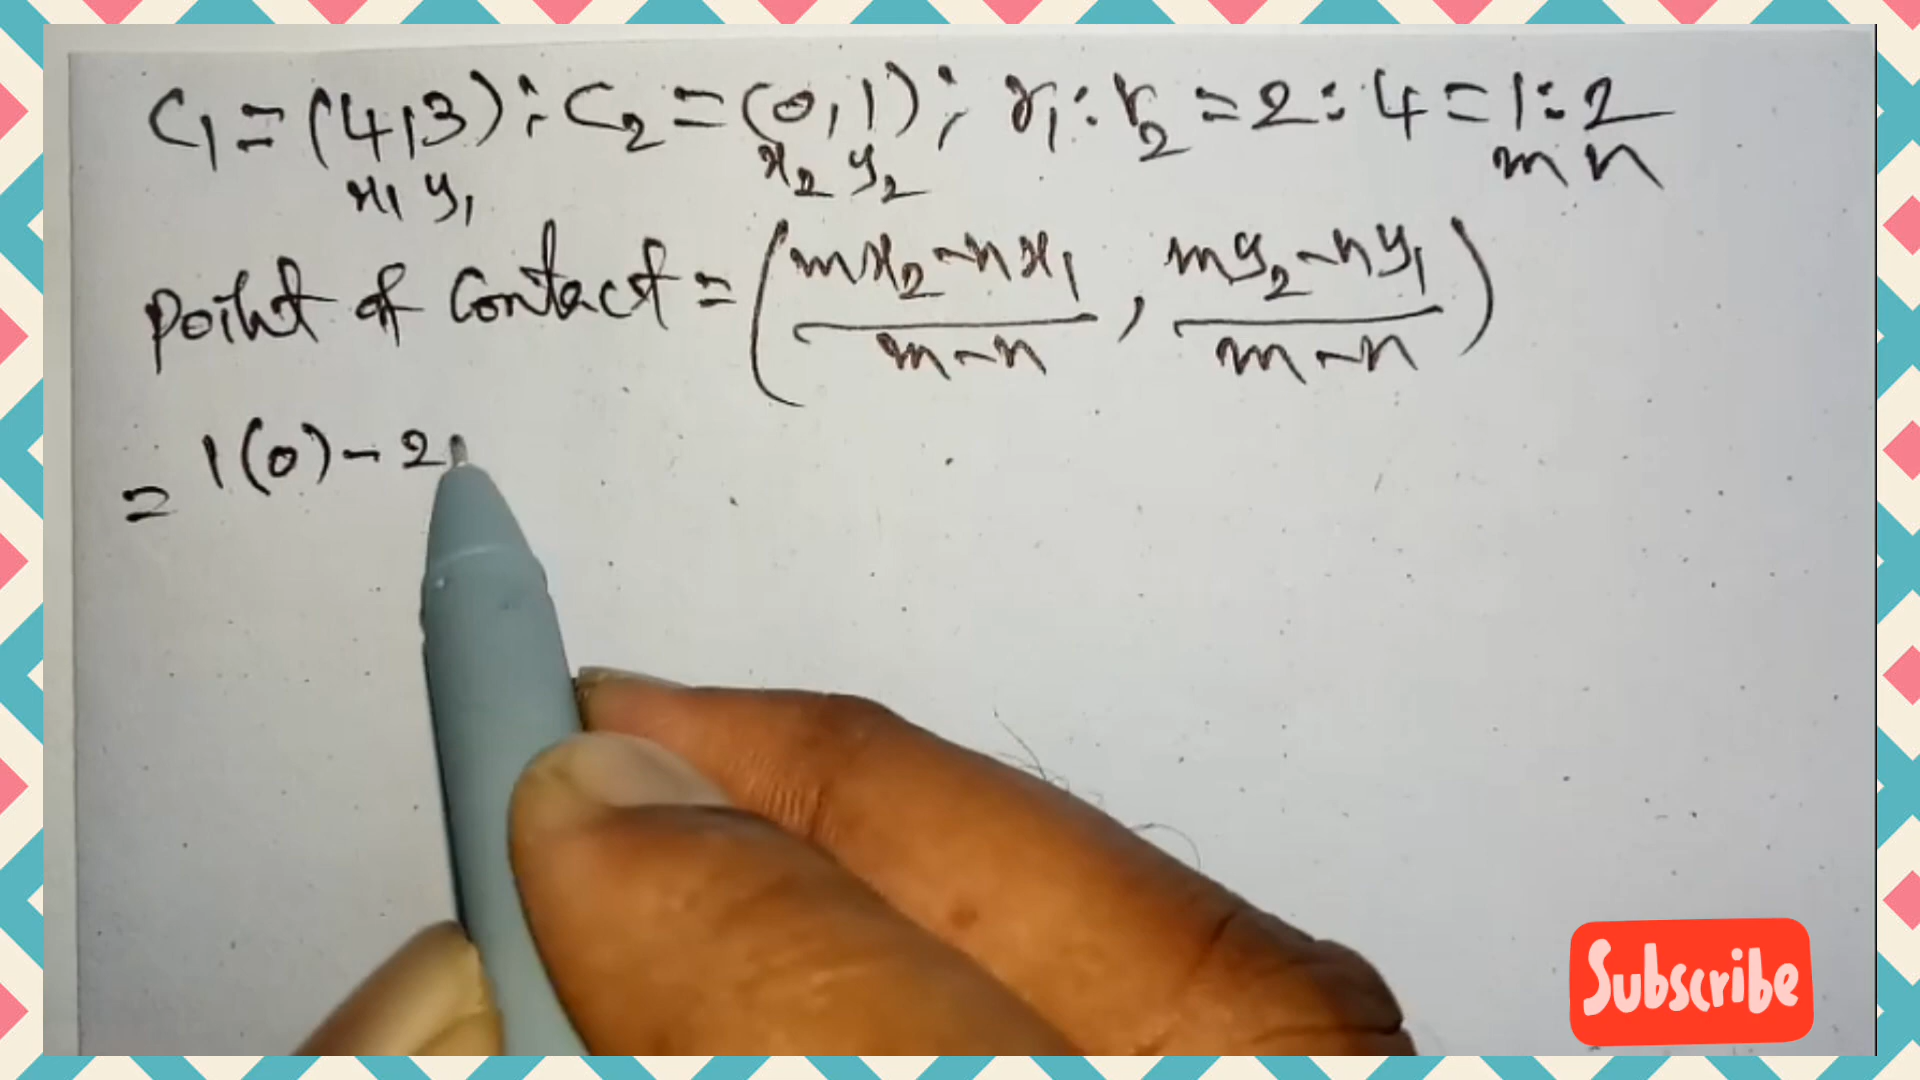 C₁ = (4,3) ; C₂ = (0,1) ; r₁ : r₂ = 2 : 4 = 1 : 2
x₁ y₁ x₂ y₂ m n
Point of Contact = ( mx₂ - nx₁ / m - n , my₂ - ny₁ / m - n )
= 1(0) - 2
Subscribe